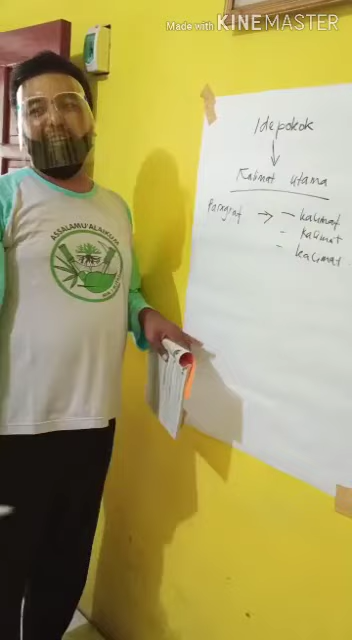 Made with KINEMASTER
Ide pokok
Kalimat utama
Paragraf → - kalimat
- kalimat
- kalimat
ASSALAMU'ALAIKUM